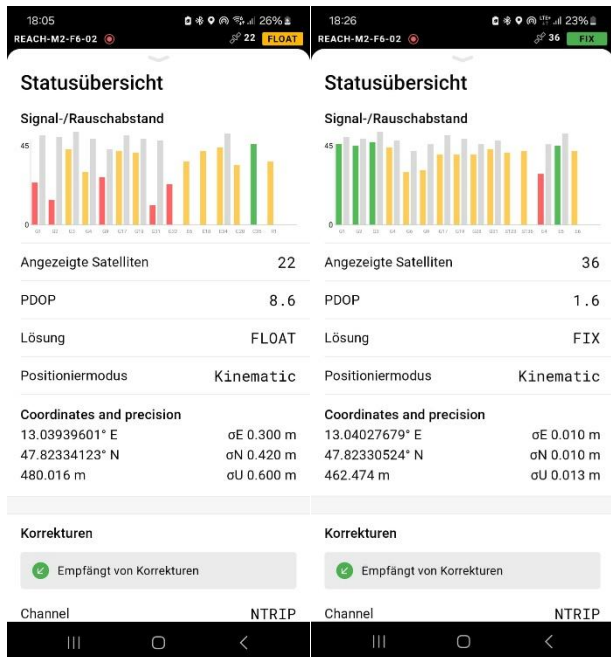 18:05 26%
REACH-M2-F6-02 22 FLOAT
Statusübersicht
Signal-/Rauschabstand
45
0
Angezeigte Satelliten 22
PDOP 8.6
Lösung FLOAT
Positioniermodus Kinematic
Coordinates and precision
13.03939601° E σE 0.300 m
47.82334123° N σN 0.420 m
480.016 m σU 0.600 m
Korrekturen
Empfängt von Korrekturen
Channel NTRIP
18:26 23%
REACH-M2-F6-02 36 FIX
Statusübersicht
Signal-/Rauschabstand
45
0
Angezeigte Satelliten 36
PDOP 1.6
Lösung FIX
Positioniermodus Kinematic
Coordinates and precision
13.04027679° E σE 0.010 m
47.82330524° N σN 0.010 m
462.474 m σU 0.013 m
Korrekturen
Empfängt von Korrekturen
Channel NTRIP